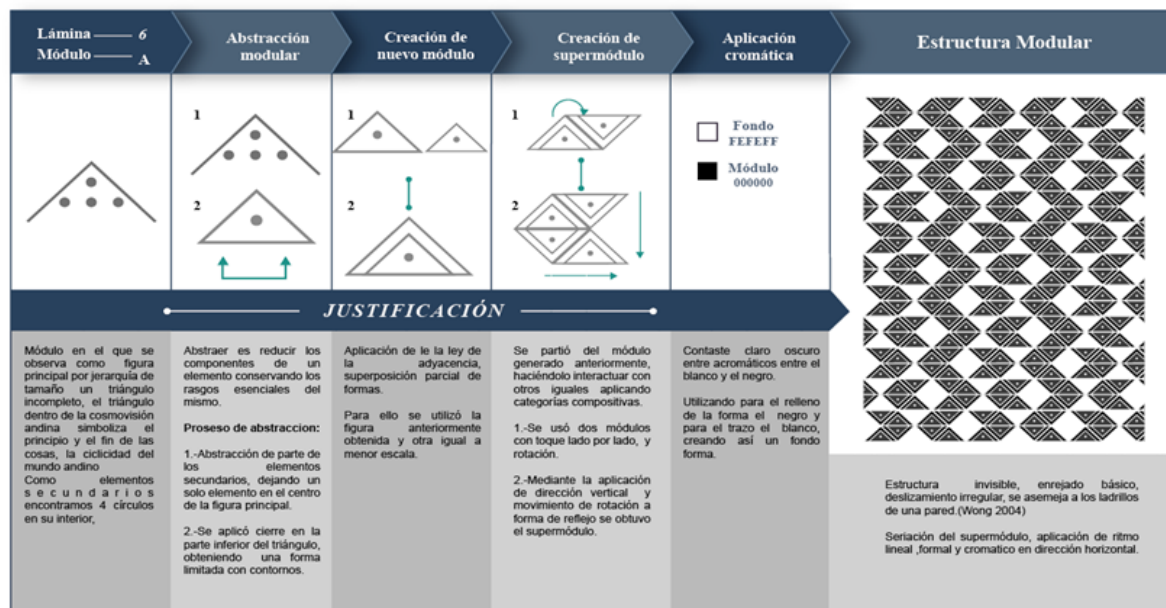 Lámina —— 6
Módulo —— A
Abstracción
modular
Creación de
nuevo módulo
Creación de
supermódulo
Aplicación
cromática
Estructura Modular
1
2
1
2
1
2
Fondo
FEFEFF
Módulo
000000
JUSTIFICACIÓN
Módulo en el que se
observa como figura
principal por jerarquía de
tamaño un triángulo
incompleto, el triángulo
dentro de la cosmovisión
andina simboliza el
principio y el fin de las
cosas, la ciclicidad del
mundo andino
Como elementos
secundarios
encontramos 4 círculos
en su interior,
Abstraer es reducir los
componentes de un
elemento conservando los
rasgos esenciales del
mismo.
Proseso de abstraccion:
1.-Abstracción de parte de
los elementos
secundarios, dejando un
solo elemento en el centro
de la figura principal.
2.-Se aplicó cierre en la
parte inferior del triángulo,
obteniendo una forma
limitada con contornos.
Aplicación de le la ley de
la adyacencia,
superposición parcial de
formas.
Para ello se utilizó la
figura anteriormente
obtenida y otra igual a
menor escala.
Se partió del módulo
generado anteriormente,
haciéndolo interactuar con
otros iguales aplicando
categorías compositivas.
1.-Se usó dos módulos
con toque lado por lado, y
rotación.
2.-Mediante la aplicación
de dirección vertical y
movimiento de rotación a
forma de reflejo se obtuvo
el supermódulo.
Contaste claro oscuro
entre acromáticos entre el
blanco y el negro.
Utilizando para el relleno
de la forma el negro y
para el trazo el blanco,
creando así un fondo
forma.
Estructura invisible, enrejado básico,
deslizamiento irregular, se asemeja a los ladrillos
de una pared.(Wong 2004)
Seriación del supermódulo, aplicación de ritmo
lineal ,formal y cromatico en dirección horizontal.